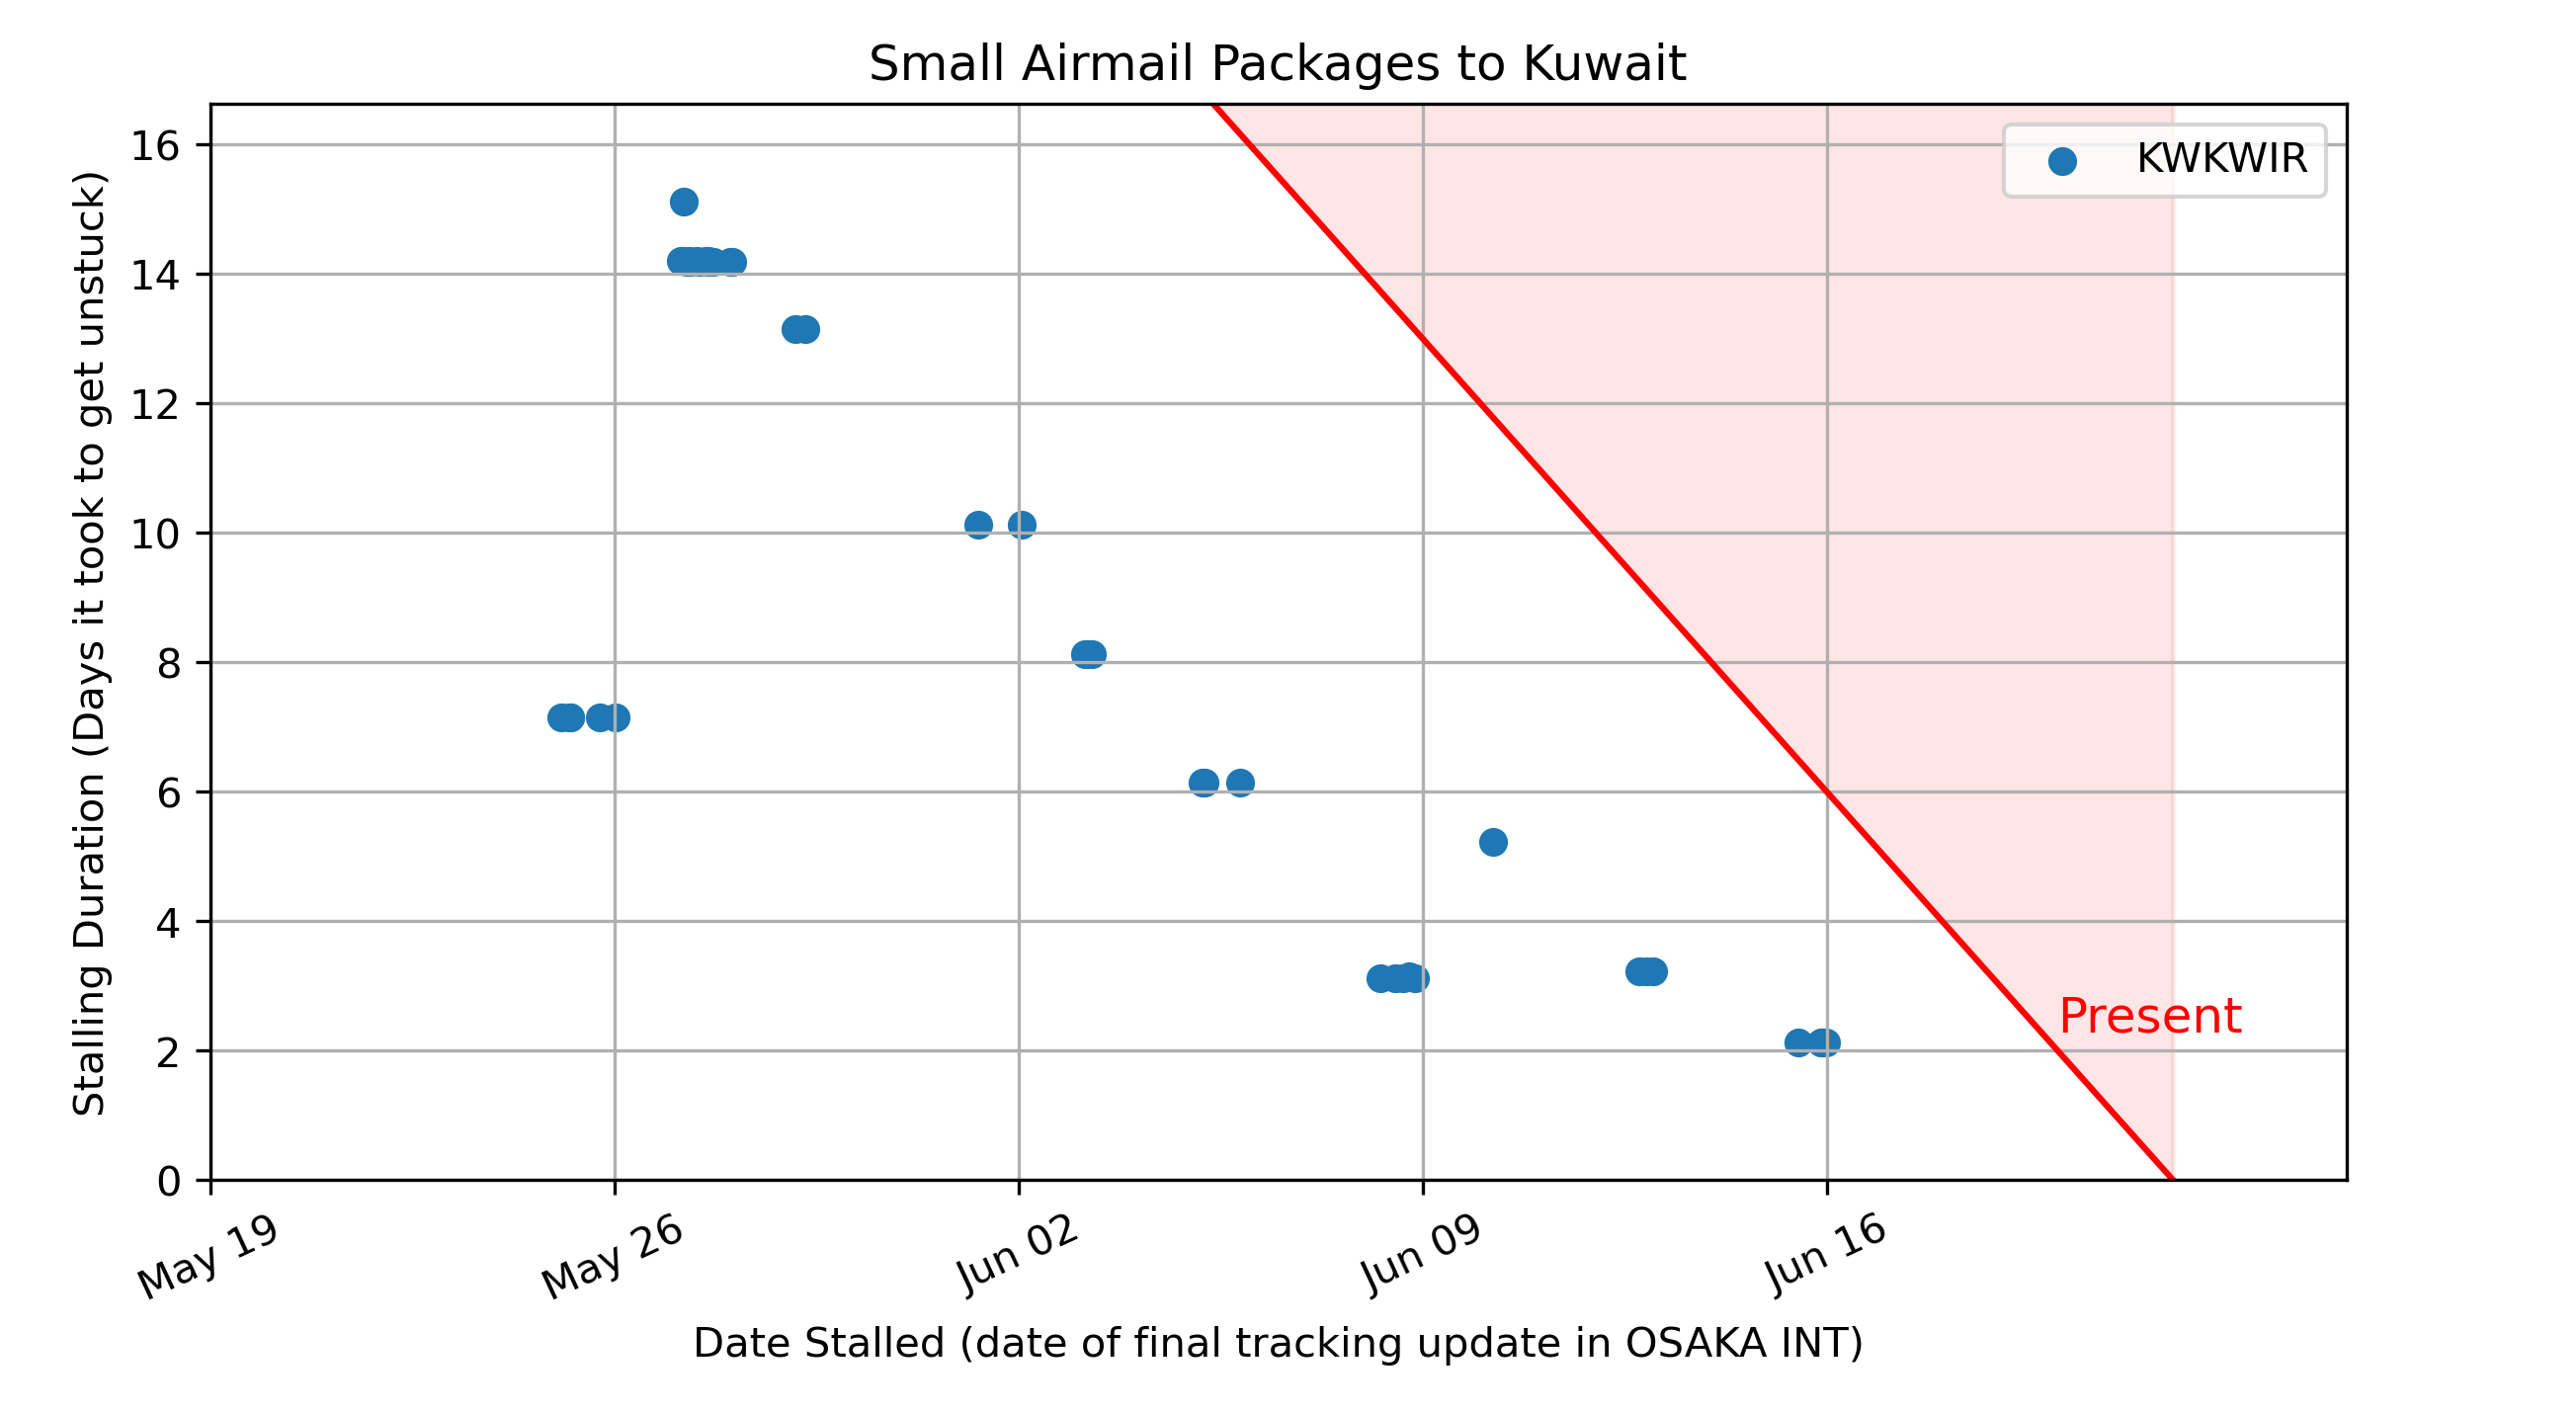 Small Airmail Packages to Kuwait
KWKWIR
Stalling Duration (Days it took to get unstuck)
16
14
12
10
8
6
4
2
0
Present
May 19
May 26
Jun 02
Jun 09
Jun 16
Date Stalled (date of final tracking update in OSAKA INT)